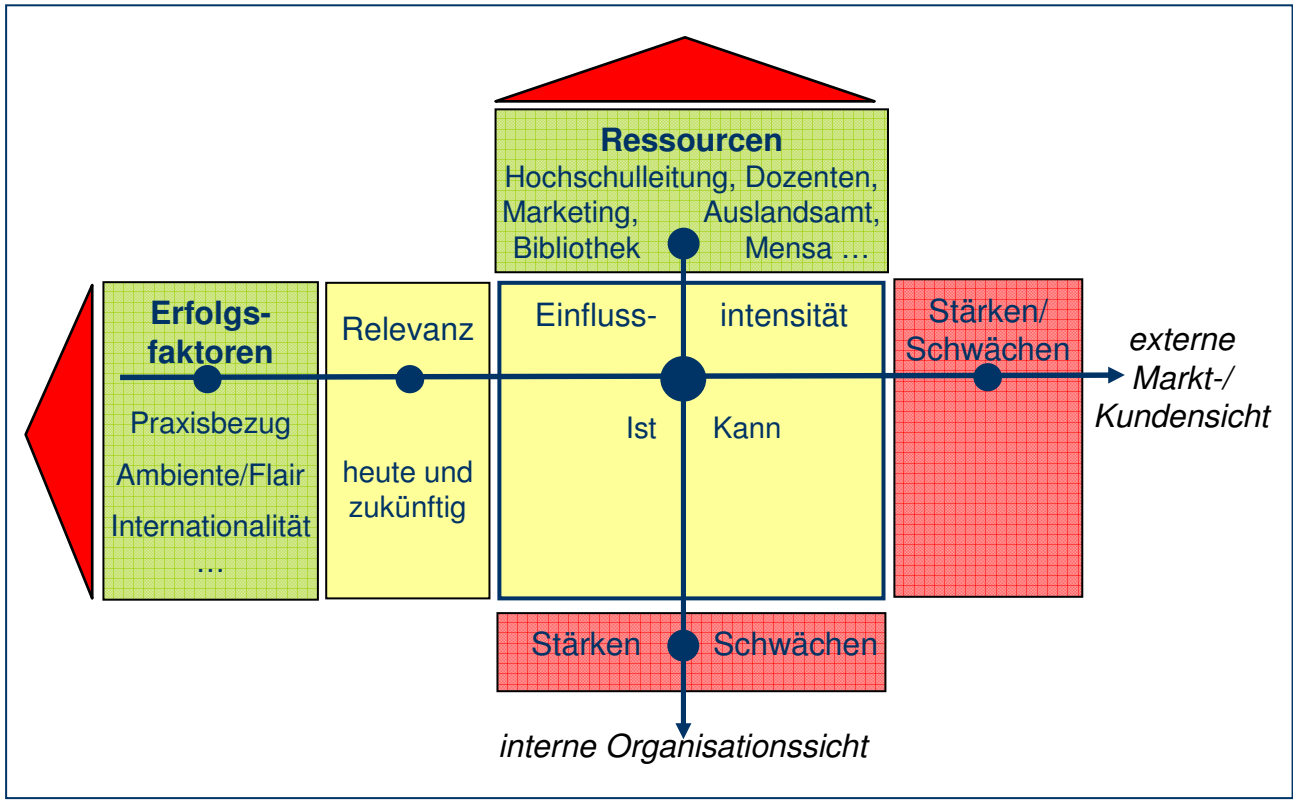 Ressourcen
Hochschulleitung, Dozenten,
Marketing, Auslandsamt,
Bibliothek Mensa …
Erfolgs-
faktoren
Praxisbezug
Ambiente/Flair
Internationalität
…
Relevanz
heute und
zukünftig
Einfluss- intensität
Ist Kann
Stärken/
Schwächen
externe
Markt-/
Kundensicht
Stärken Schwächen
interne Organisationssicht